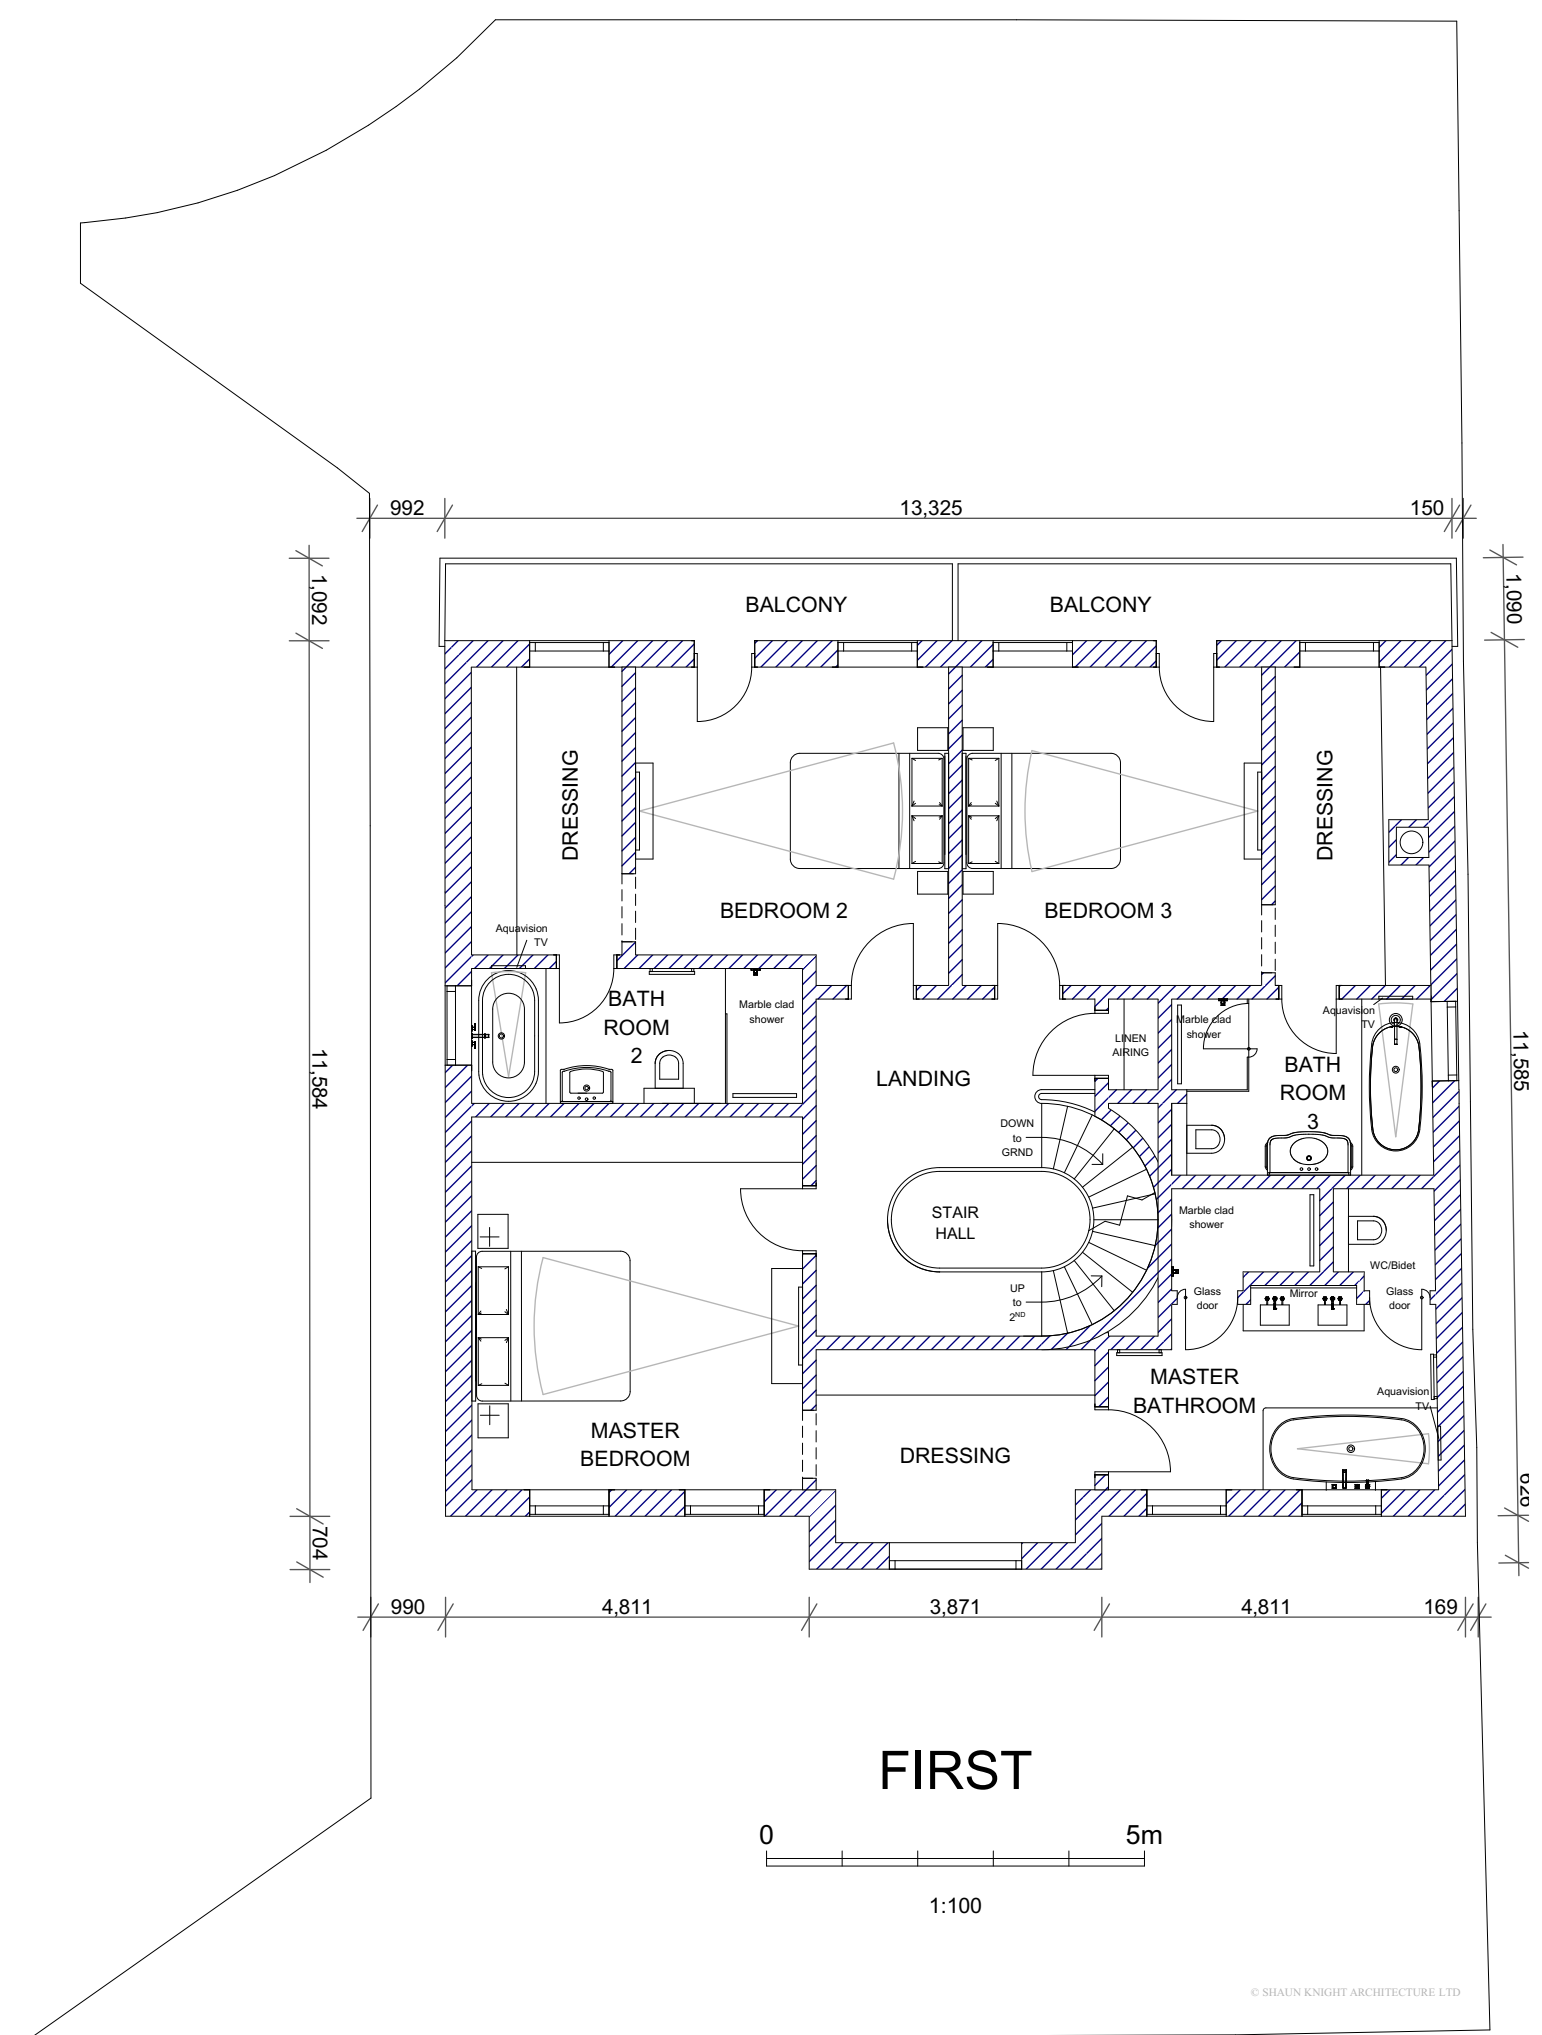 992
13,325
150
1,092
1,090
BALCONY
BALCONY
DRESSING
DRESSING
BEDROOM 2
BEDROOM 3
Aquavision
TV
BATH
ROOM
2
Marble clad
shower
Marble clad
shower
Aquavision
TV
LINEN
AIRING
LANDING
BATH
ROOM
3
11,584
11,585
DOWN
to
GRND
STAIR
HALL
Marble clad
shower
WC/Bidet
UP
to
2ND
Glass
door
Mirror
Glass
door
MASTER
BATHROOM
Aquavision
TV
MASTER
BEDROOM
DRESSING
704
990
4,811
3,871
4,811
169
FIRST
0
5m
1:100
© SHAUN KNIGHT ARCHITECTURE LTD